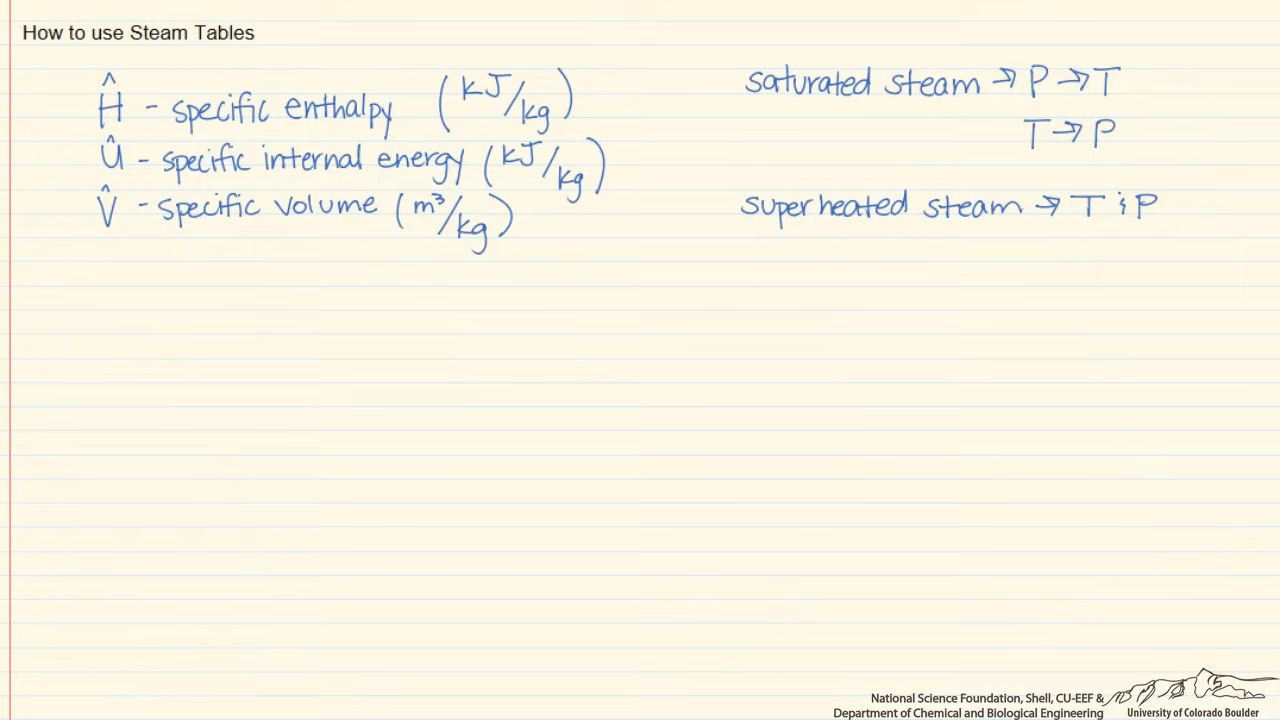 How to use Steam Tables
Ĥ - specific enthalpy (kJ/kg)
Û - specific internal energy (kJ/kg)
V̂ - specific volume (m³/kg)
saturated steam → P → T
T → P
superheated steam → T & P
National Science Foundation, Shell, CU-EEF &
Department of Chemical and Biological Engineering
University of Colorado Boulder